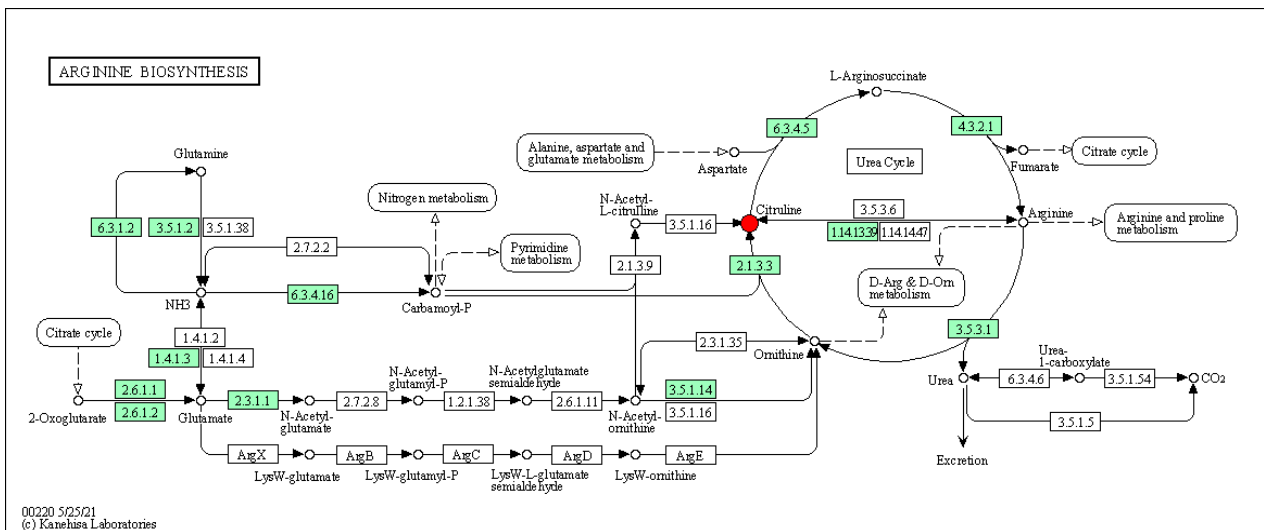 ARGININE BIOSYNTHESIS
L-Arginosuccinate
6.3.4.5
4.3.2.1
Alanine, aspartate and
glutamate metabolism
Aspartate
Urea Cycle
Fumarate
Citrate cycle
Glutamine
Nitrogen metabolism
N-Acetyl-
L-citrulline
3.5.1.16
Citruline
3.5.3.6
1.14.13.39
1.14.14.47
Arginine
Arginine and proline
metabolism
6.3.1.2
3.5.1.2
3.5.1.38
2.7.2.2
Pyrimidine
metabolism
2.1.3.9
2.1.3.3
D-Arg & D-Orn
metabolism
NH3
6.3.4.16
Carbamoyl-P
Citrate cycle
1.4.1.2
1.4.1.3
1.4.1.4
2.3.1.35
Ornithine
3.5.3.1
Urea-
1-carboxylate
Urea
6.3.4.6
3.5.1.54
CO2
2-Oxoglutarate
2.6.1.1
2.6.1.2
Glutamate
2.3.1.1
N-Acetyl-
glutamate
2.7.2.8
N-Acetyl-
glutamyl-P
1.2.1.38
N-Acetylglutamate
semialdehyde
2.6.1.11
N-Acetyl-
ornithine
3.5.1.14
3.5.1.16
3.5.1.5
Excretion
ArgX
LysW-glutamate
ArgB
LysW-glutamyl-P
ArgC
LysW-L-glutamate
semialdehyde
ArgD
LysW-ornithine
ArgE
00220 5/25/21
(c) Kanehisa Laboratories